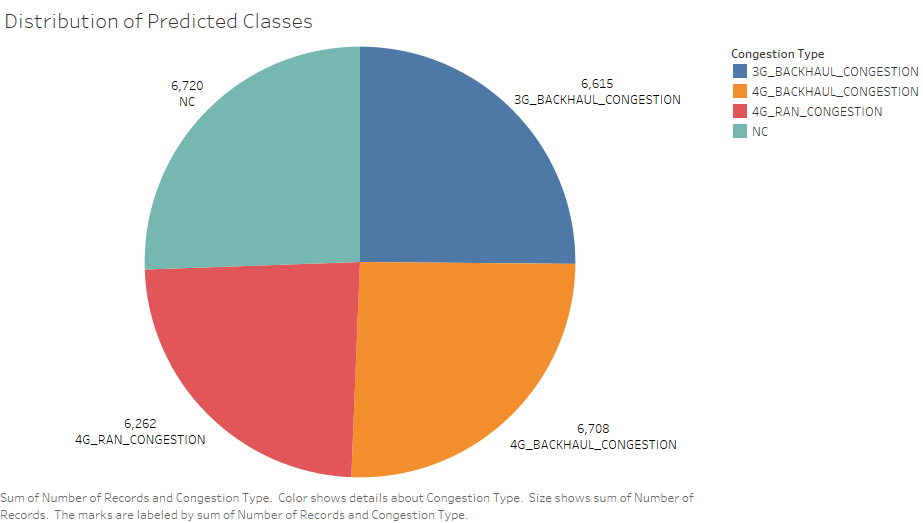 Distribution of Predicted Classes
Congestion Type
3G_BACKHAUL_CONGESTION
4G_BACKHAUL_CONGESTION
4G_RAN_CONGESTION
NC
6,720
NC
6,615
3G_BACKHAUL_CONGESTION
6,262
4G_RAN_CONGESTION
6,708
4G_BACKHAUL_CONGESTION
Sum of Number of Records and Congestion Type.  Color shows details about Congestion Type.  Size shows sum of Number of
Records.  The marks are labeled by sum of Number of Records and Congestion Type.